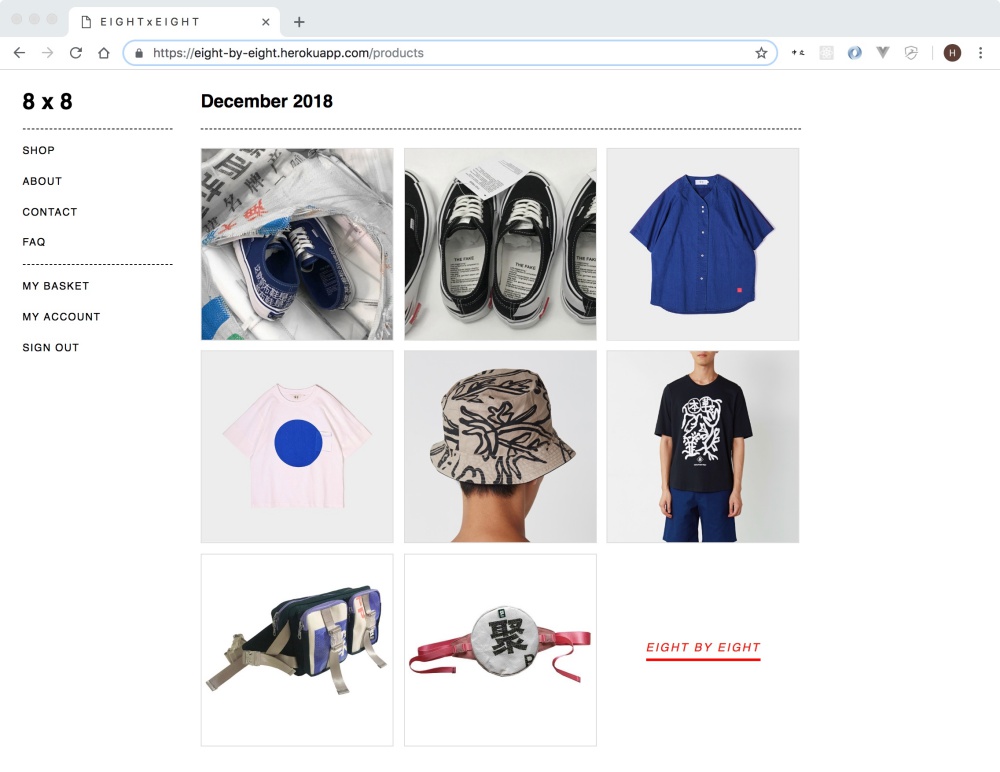 E I G H T x E I G H T
https://eight-by-eight.herokuapp.com/products
H
8 x 8
SHOP
ABOUT
CONTACT
FAQ
MY BASKET
MY ACCOUNT
SIGN OUT
December 2018
THE FAKE
THE FAKE
聚
EIGHT BY EIGHT